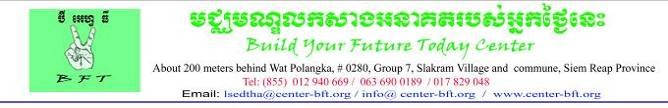 ប៊ី អេហ្វ ធី
B F T
មជ្ឈមណ្ឌលកសាងអនាគតរបស់អ្នកថ្ងៃនេះ
Build Your Future Today Center
About 200 meters behind Wat Polangka, # 0280, Group 7, Slakram Village and commune, Siem Reap Province
Tel: (855) 012 940 669 / 063 690 0189 / 017 829 048
Email: lsedtha@center-bft.org / info@ center-bft.org / www.center-bft.org